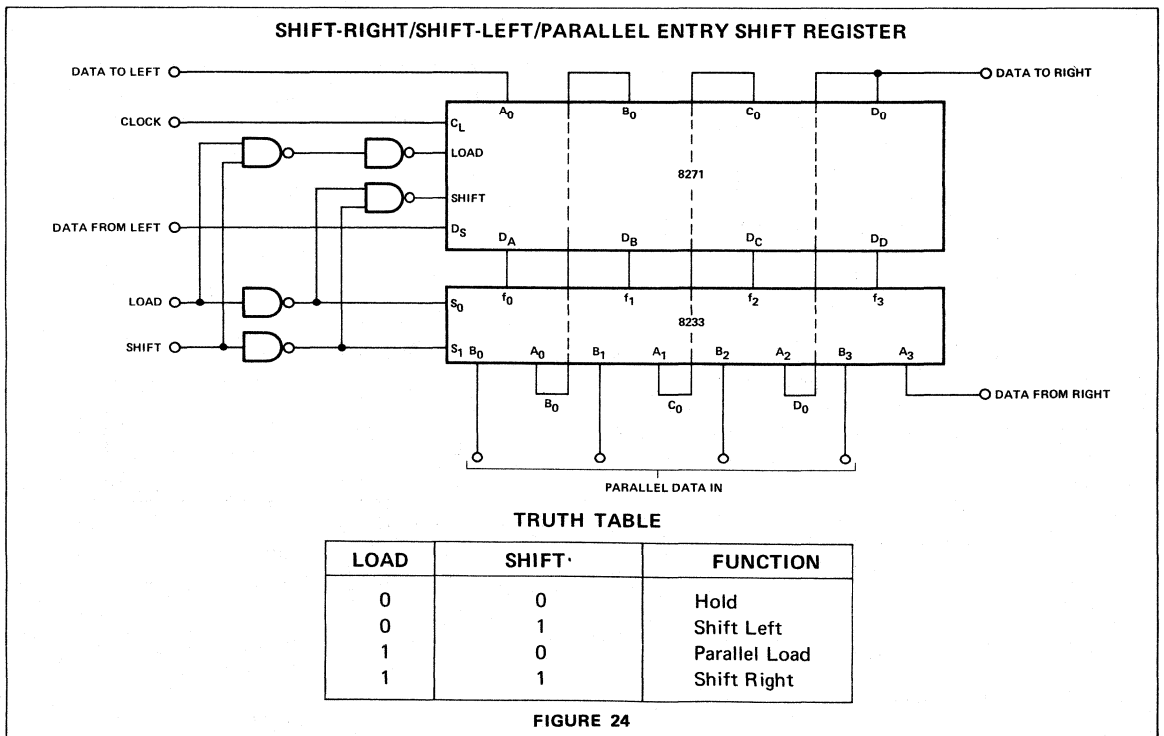 SHIFT-RIGHT/SHIFT-LEFT/PARALLEL ENTRY SHIFT REGISTER
DATA TO LEFT
DATA TO RIGHT
A0 B0 C0 D0
CLOCK
CL
LOAD
8271
SHIFT
DATA FROM LEFT
DS
DA DB DC DD
LOAD
S0 f0 f1 f2 f3
8233
SHIFT
S1 B0 A0 B1 A1 B2 A2 B3 A3
DATA FROM RIGHT
B0 C0 D0
PARALLEL DATA IN
TRUTH TABLE
LOAD SHIFT FUNCTION
0 0 Hold
0 1 Shift Left
1 0 Parallel Load
1 1 Shift Right
FIGURE 24